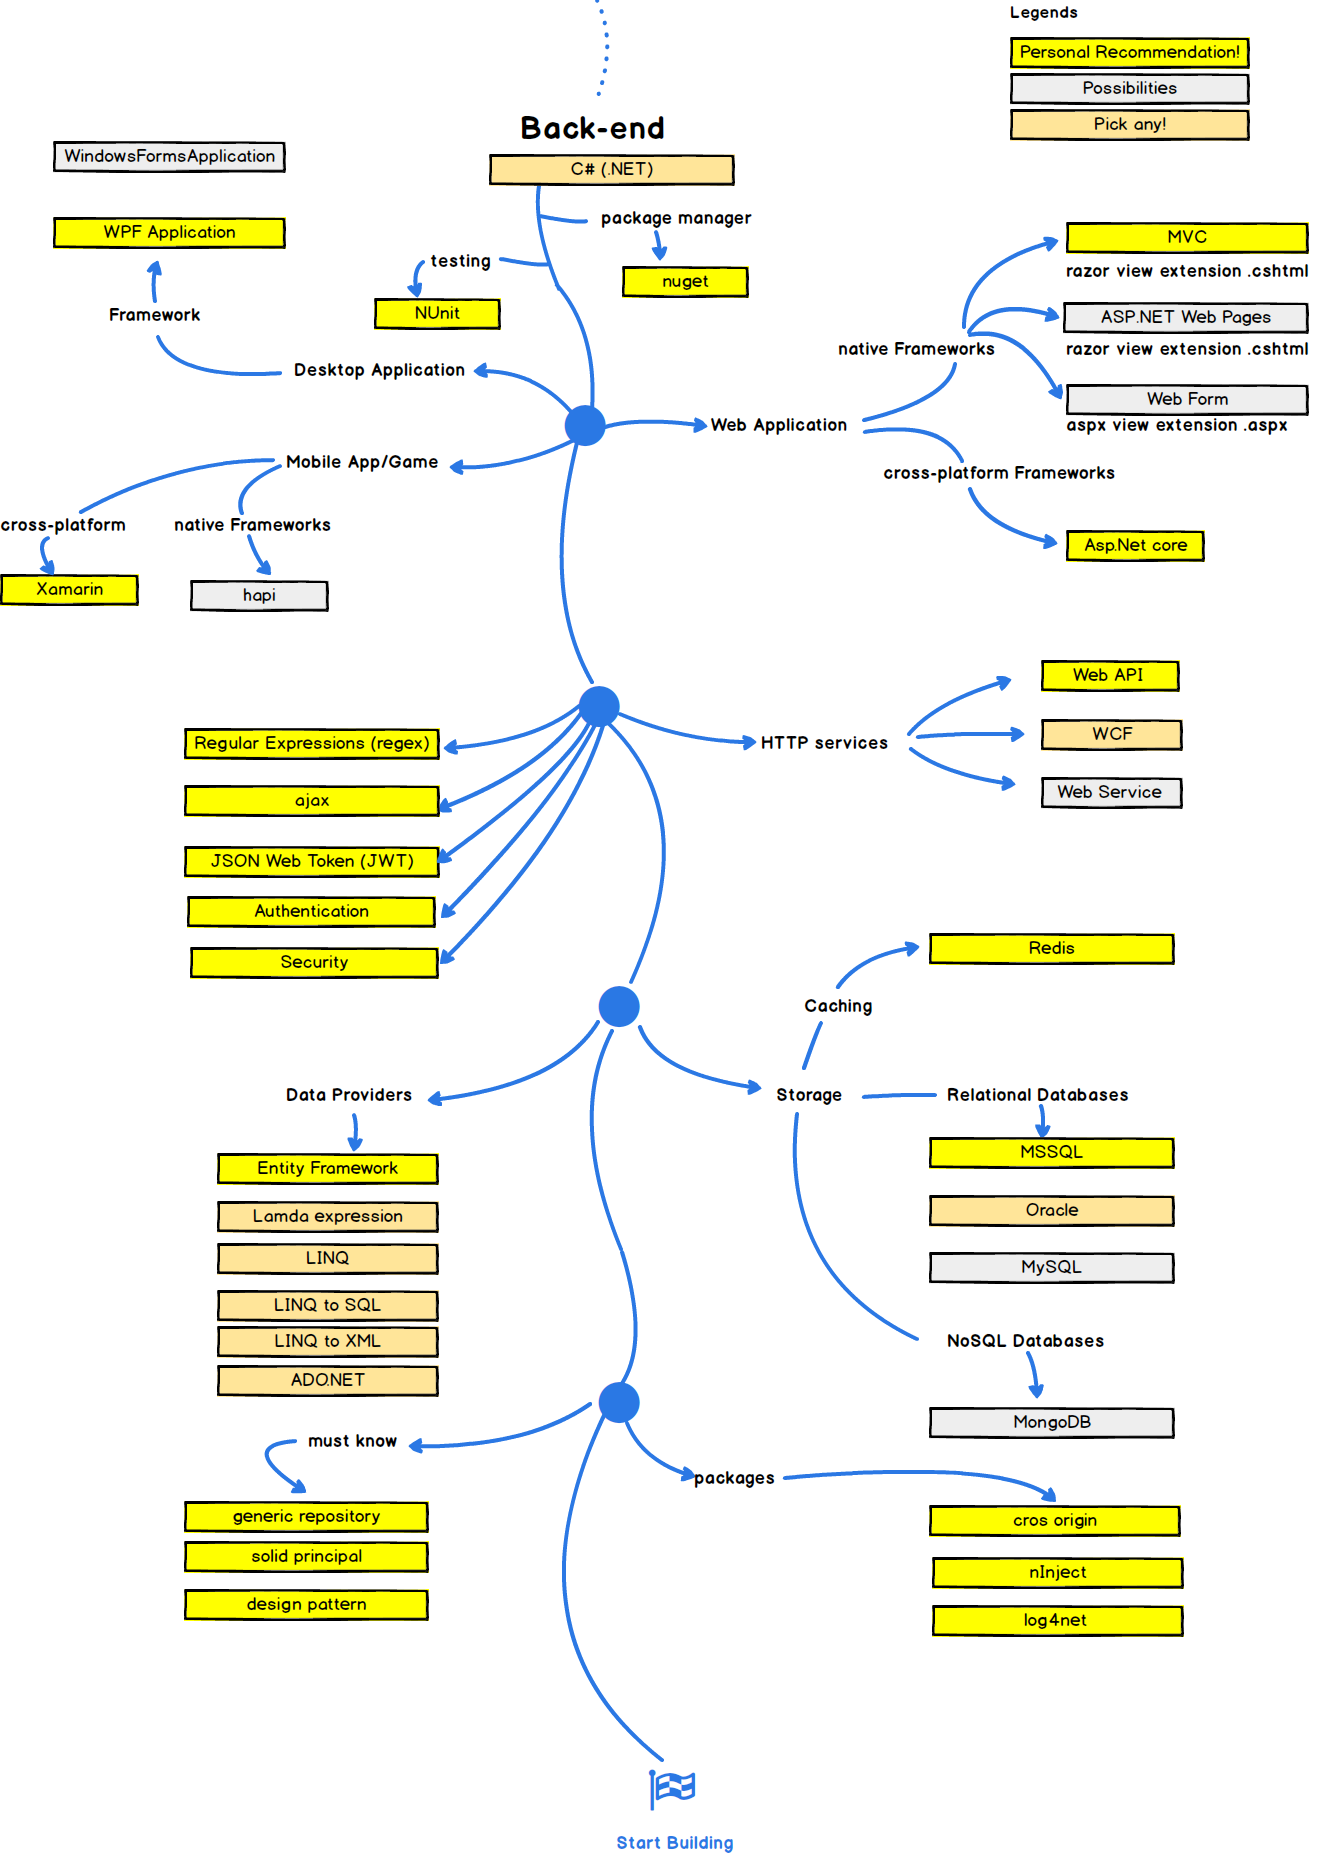 Legends
Personal Recommendation!
Possibilities
Pick any!
Back-end
C# (.NET)
WindowsFormsApplication
WPF Application
Framework
package manager
nuget
testing
NUnit
Desktop Application
MVC
razor view extension .cshtml
ASP.NET Web Pages
razor view extension .cshtml
native Frameworks
Web Form
aspx view extension .aspx
Web Application
cross-platform Frameworks
Asp.Net core
Mobile App/Game
cross-platform
native Frameworks
Xamarin
hapi
Web API
HTTP services
WCF
Web Service
Regular Expressions (regex)
ajax
JSON Web Token (JWT)
Authentication
Security
Redis
Caching
Data Providers
Storage
Relational Databases
Entity Framework
Lamda expression
LINQ
LINQ to SQL
LINQ to XML
ADO.NET
MSSQL
Oracle
MySQL
NoSQL Databases
MongoDB
must know
packages
generic repository
solid principal
design pattern
cros origin
nInject
log4net
Start Building